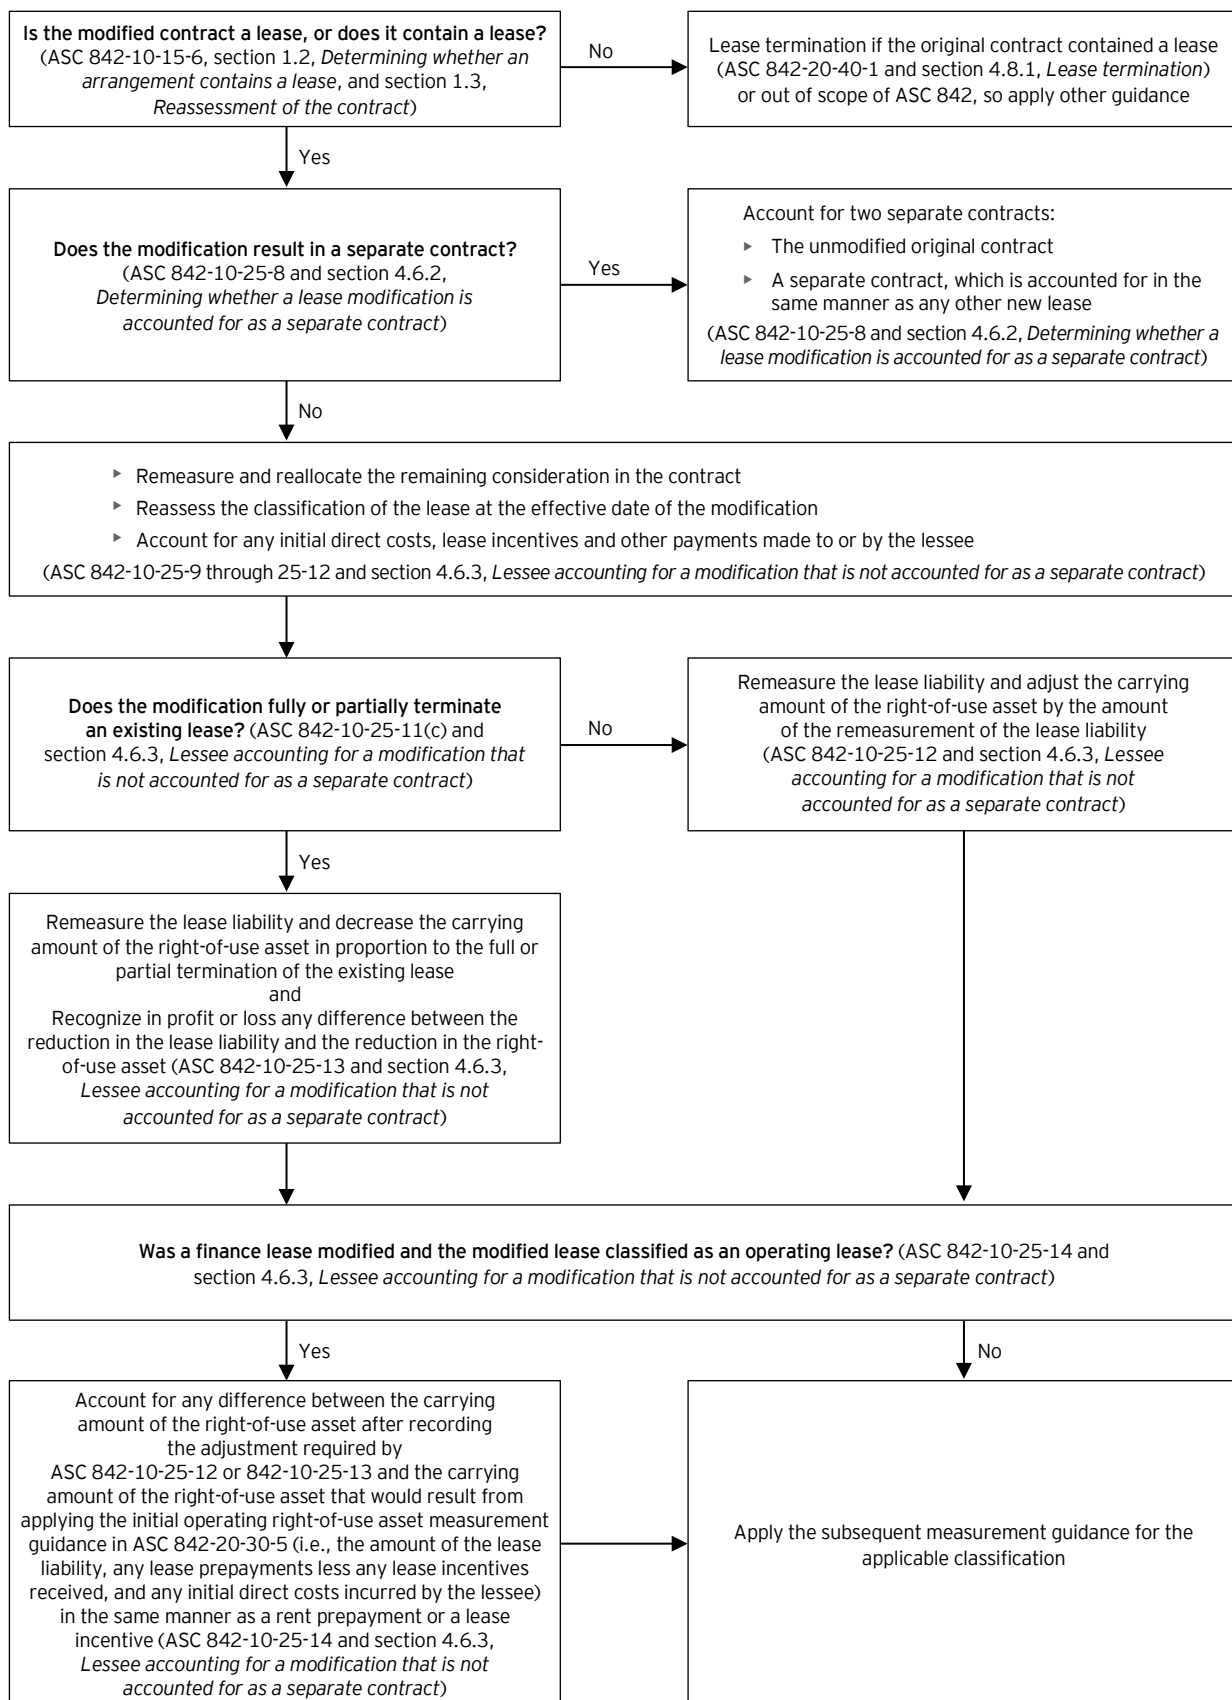 Is the modified contract a lease, or does it contain a lease?
(ASC 842-10-15-6, section 1.2, Determining whether an
arrangement contains a lease, and section 1.3,
Reassessment of the contract)
No
Lease termination if the original contract contained a lease
(ASC 842-20-40-1 and section 4.8.1, Lease termination)
or out of scope of ASC 842, so apply other guidance
Yes
Does the modification result in a separate contract?
(ASC 842-10-25-8 and section 4.6.2,
Determining whether a lease modification is
accounted for as a separate contract)
Yes
Account for two separate contracts:
► The unmodified original contract
► A separate contract, which is accounted for in the
same manner as any other new lease
(ASC 842-10-25-8 and section 4.6.2, Determining whether a
lease modification is accounted for as a separate contract)
No
► Remeasure and reallocate the remaining consideration in the contract
► Reassess the classification of the lease at the effective date of the modification
► Account for any initial direct costs, lease incentives and other payments made to or by the lessee
(ASC 842-10-25-9 through 25-12 and section 4.6.3, Lessee accounting for a modification that is not accounted for as a separate contract)
Does the modification fully or partially terminate
an existing lease? (ASC 842-10-25-11(c) and
section 4.6.3, Lessee accounting for a modification that
is not accounted for as a separate contract)
No
Remeasure the lease liability and adjust the carrying
amount of the right-of-use asset by the amount
of the remeasurement of the lease liability
(ASC 842-10-25-12 and section 4.6.3, Lessee
accounting for a modification that is not
accounted for as a separate contract)
Yes
Remeasure the lease liability and decrease the carrying
amount of the right-of-use asset in proportion to the full or
partial termination of the existing lease
and
Recognize in profit or loss any difference between the
reduction in the lease liability and the reduction in the right-
of-use asset (ASC 842-10-25-13 and section 4.6.3,
Lessee accounting for a modification that is not
accounted for as a separate contract)
Was a finance lease modified and the modified lease classified as an operating lease? (ASC 842-10-25-14 and
section 4.6.3, Lessee accounting for a modification that is not accounted for as a separate contract)
Yes
No
Account for any difference between the carrying
amount of the right-of-use asset after recording
the adjustment required by
ASC 842-10-25-12 or 842-10-25-13 and the carrying
amount of the right-of-use asset that would result from
applying the initial operating right-of-use asset measurement
guidance in ASC 842-20-30-5 (i.e., the amount of the lease
liability, any lease prepayments less any lease incentives
received, and any initial direct costs incurred by the lessee)
in the same manner as a rent prepayment or a lease
incentive (ASC 842-10-25-14 and section 4.6.3,
Lessee accounting for a modification that is not
accounted for as a separate contract)
Apply the subsequent measurement guidance for the
applicable classification